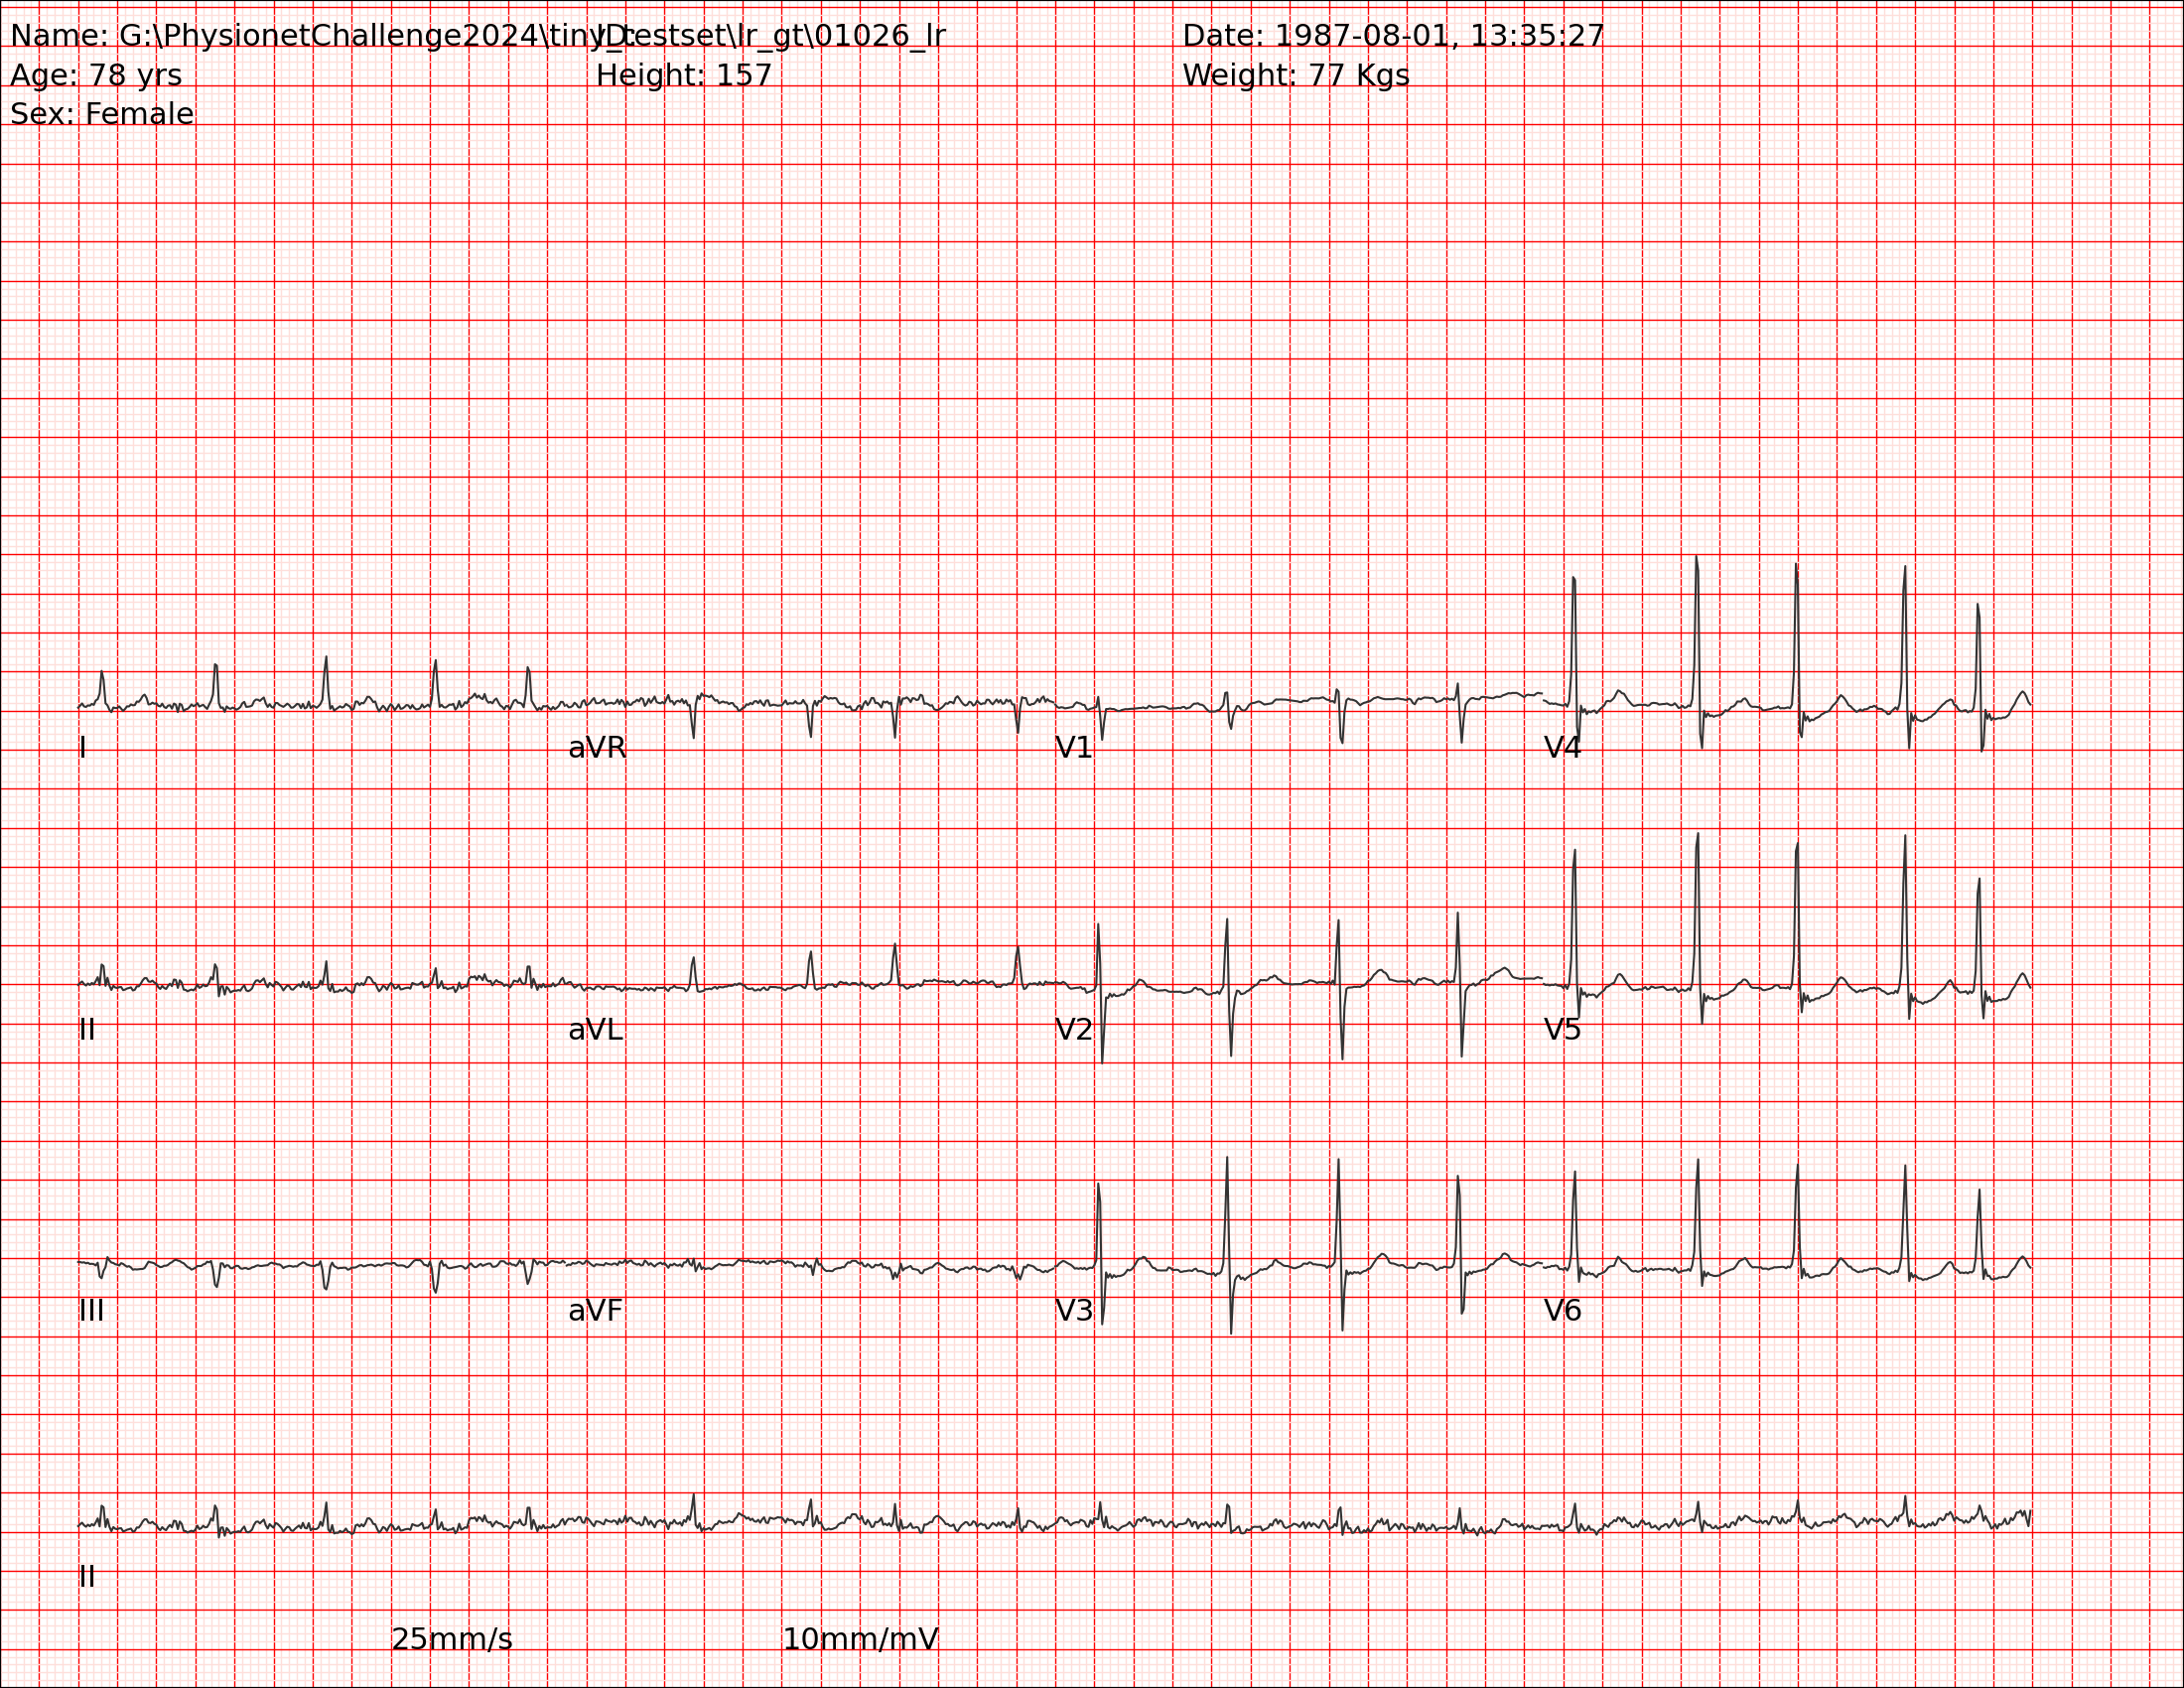 Name: G:\PhysionetChallenge2024\tiny_testset\lr_gt\01026_lr ID: Date: 1987-08-01, 13:35:27
Age: 78 yrs Height: 157 Weight: 77 Kgs
Sex: Female
I aVR V1 V4
II aVL V2 V5
III aVF V3 V6
II
25mm/s 10mm/mV